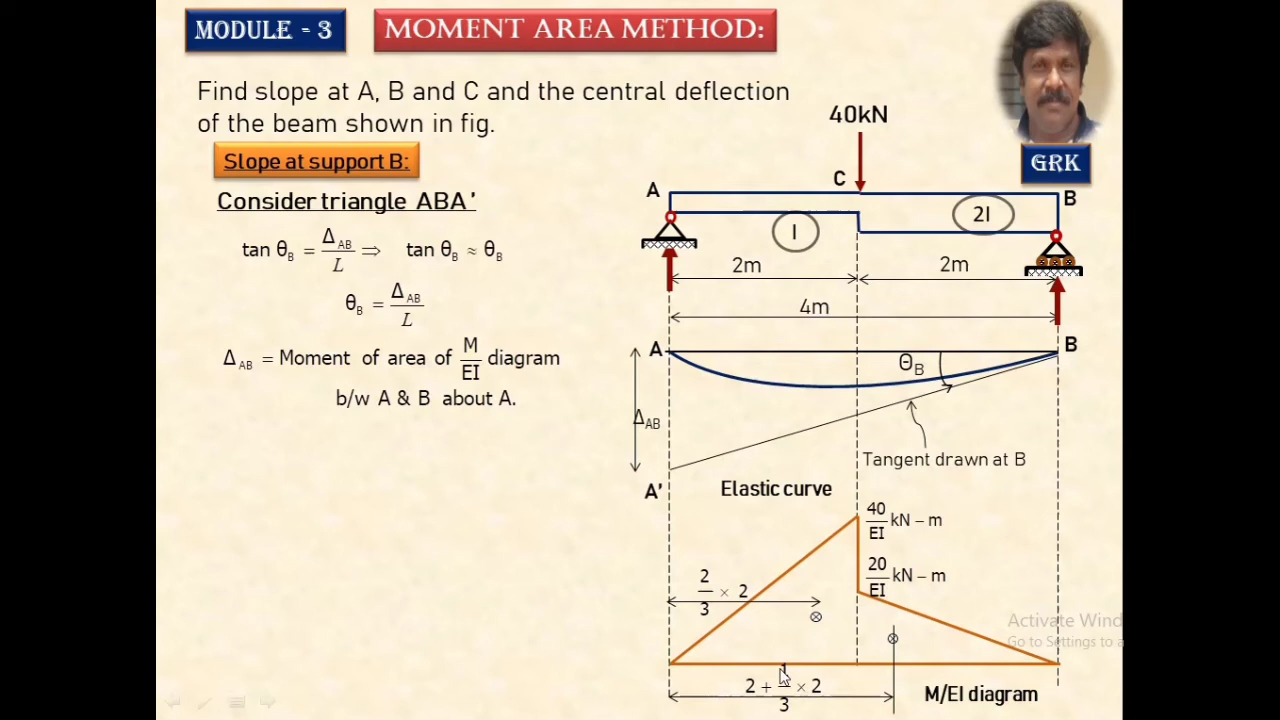 MODULE - 3
MOMENT AREA METHOD:
Find slope at A, B and C and the central deflection
of the beam shown in fig.
Slope at support B:
Consider triangle ABA '
tan θ_B = Δ_AB / L ⇒ tan θ_B ≈ θ_B
θ_B = Δ_AB / L
Δ_AB = Moment of area of M/EI diagram
b/w A & B about A.
GRK
40kN
A
C
B
I
2I
2m
2m
4m
A
B
Θ_B
Δ_AB
Tangent drawn at B
A'
Elastic curve
40/EI kN – m
20/EI kN – m
2/3 × 2
2 + 1/3 × 2
M/EI diagram
Activate Wind
Go to Settings to a